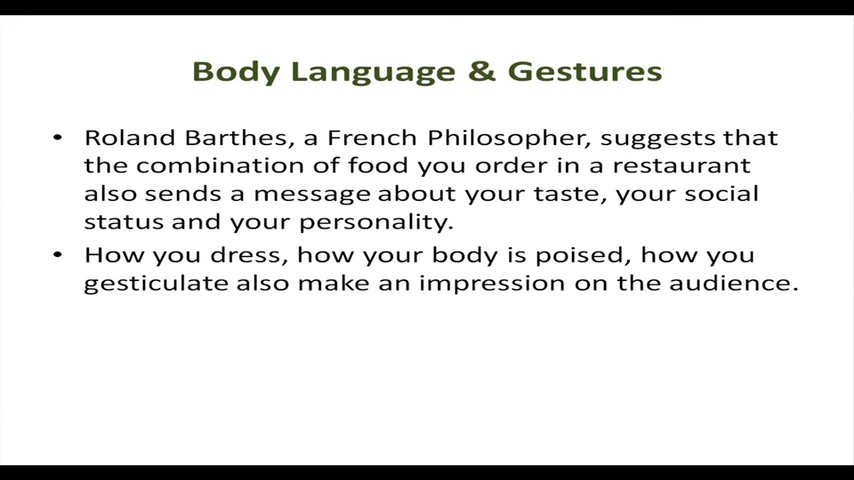 Body Language & Gestures
• Roland Barthes, a French Philosopher, suggests that
the combination of food you order in a restaurant
also sends a message about your taste, your social
status and your personality.
• How you dress, how your body is poised, how you
gesticulate also make an impression on the audience.